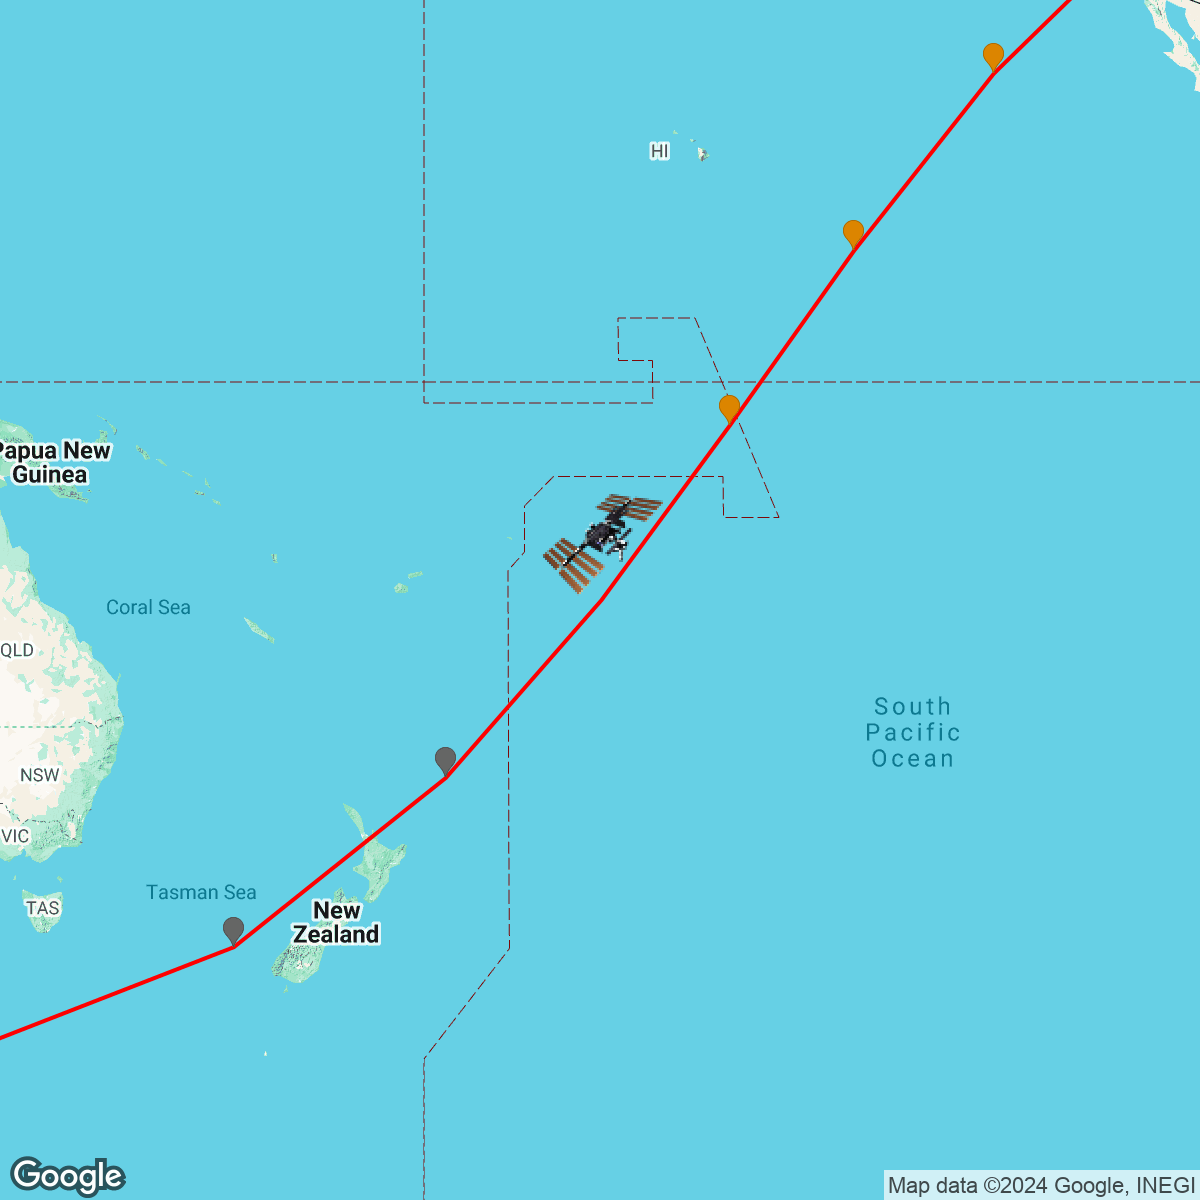 HI
Papua New
Guinea
Coral Sea
QLD
South
Pacific
Ocean
NSW
VIC
Tasman Sea
TAS
New
Zealand
Google
Map data ©2024 Google, INEGI